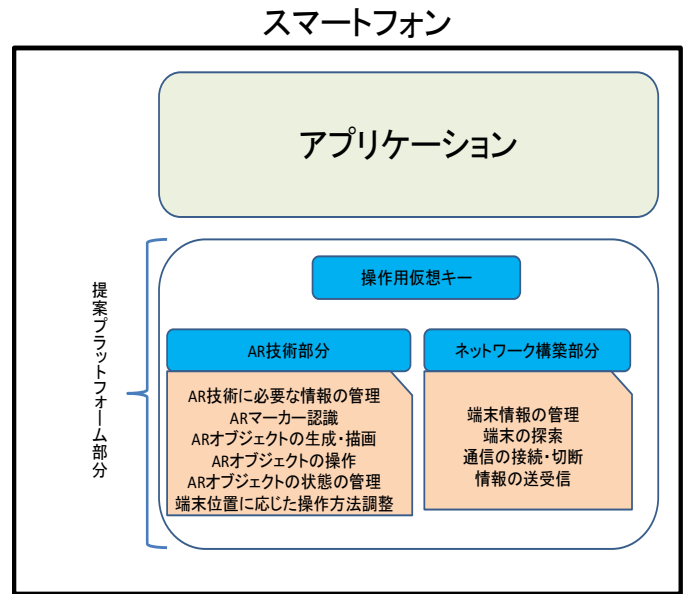 スマートフォン
アプリケーション
提案プラットフォーム部分
操作用仮想キー
AR技術部分
AR技術に必要な情報の管理
ARマーカー認識
ARオブジェクトの生成・描画
ARオブジェクトの操作
ARオブジェクトの状態の管理
端末位置に応じた操作方法調整
ネットワーク構築部分
端末情報の管理
端末の探索
通信の接続・切断
情報の送受信